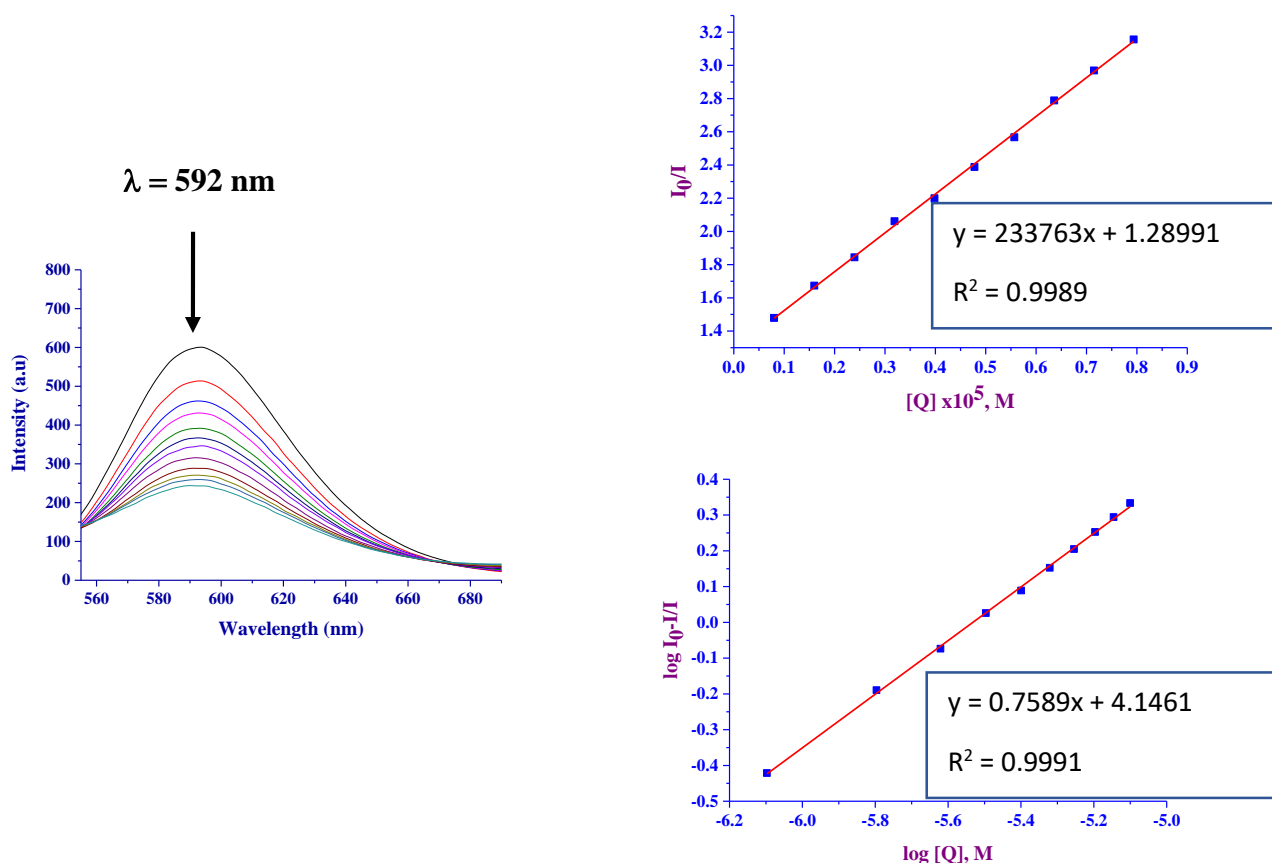 λ = 592 nm
800
700
600
500
400
300
200
100
0
560 580 600 620 640 660 680
Intensity (a.u)
Wavelength (nm)
3.2
3.0
2.8
2.6
2.4
2.2
2.0
1.8
1.6
1.4
0.0 0.1 0.2 0.3 0.4 0.5 0.6 0.7 0.8 0.9
I0/I
[Q] x10⁵, M
y = 233763x + 1.28991
R² = 0.9989
0.4
0.3
0.2
0.1
0.0
-0.1
-0.2
-0.3
-0.4
-0.5
-6.2 -6.0 -5.8 -5.6 -5.4 -5.2 -5.0
log I0-I/I
log [Q], M
y = 0.7589x + 4.1461
R² = 0.9991